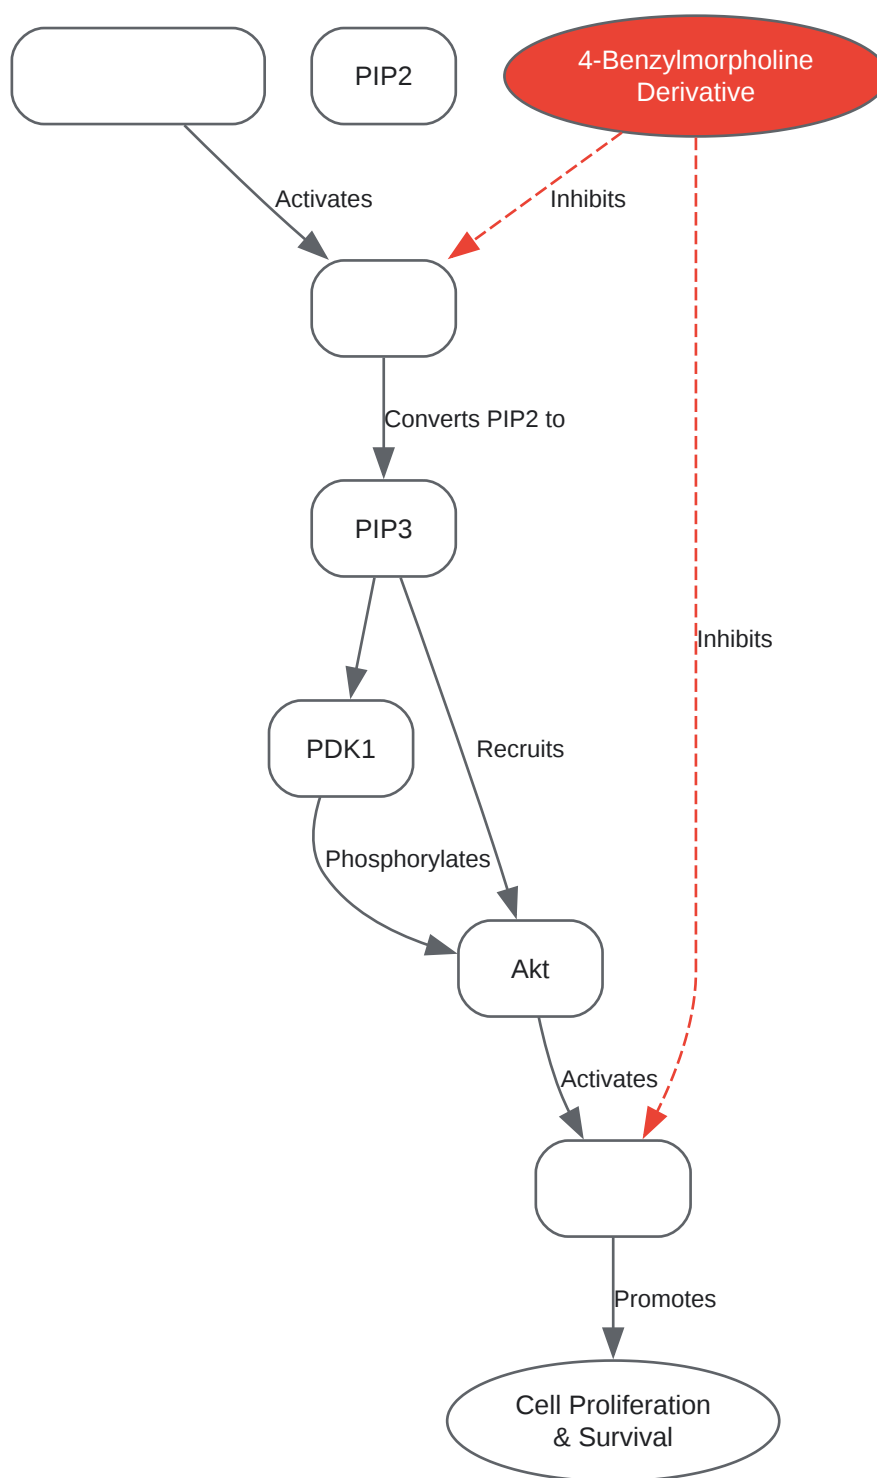 PIP2
4-Benzylmorpholine
Derivative
Activates
Inhibits
Converts PIP2 to
PIP3
Inhibits
PDK1
Recruits
Phosphorylates
Akt
Activates
Promotes
Cell Proliferation
& Survival